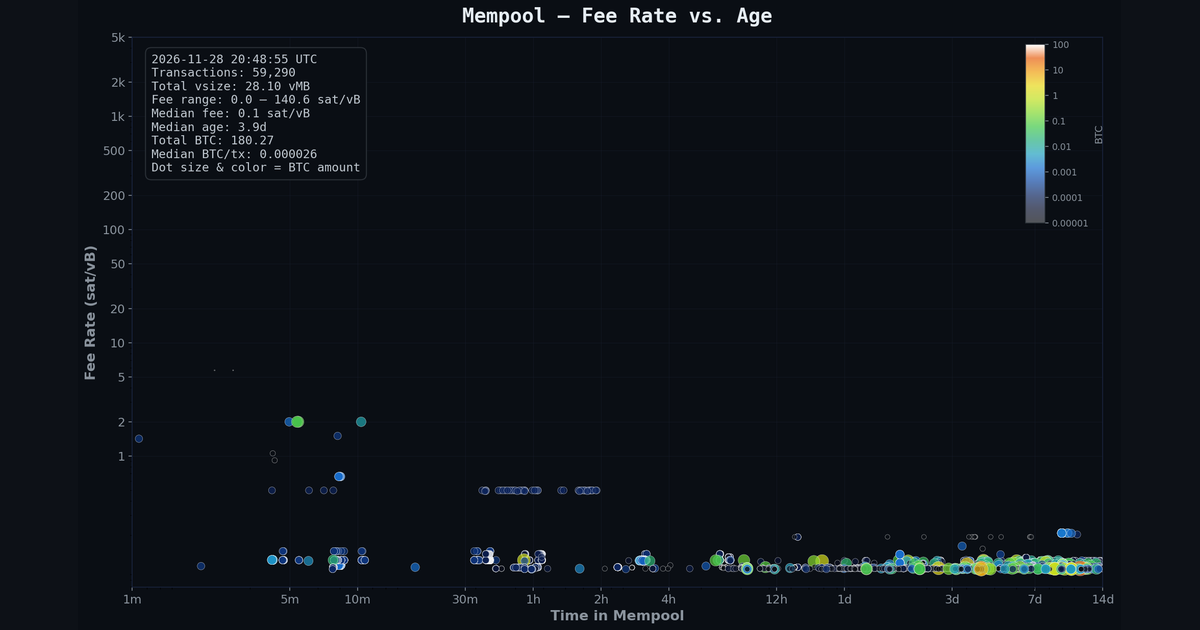 Mempool — Fee Rate vs. Age
2026-11-28 20:48:55 UTC
Transactions: 59,290
Total vsize: 28.10 vMB
Fee range: 0.0 – 140.6 sat/vB
Median fee: 0.1 sat/vB
Median age: 3.9d
Total BTC: 180.27
Median BTC/tx: 0.000026
Dot size & color = BTC amount
100
10
1
0.1
0.01
0.001
0.0001
0.00001
BTC
Fee Rate (sat/vB)
5k
2k
1k
500
200
100
50
20
10
5
2
1
1m
5m
10m
30m
1h
2h
4h
12h
1d
3d
7d
14d
Time in Mempool